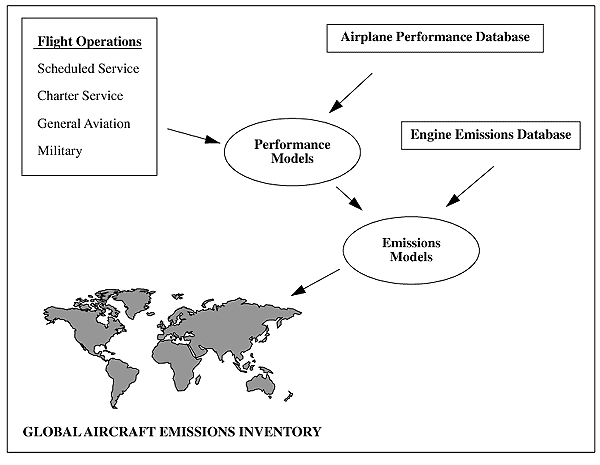 Flight Operations
Scheduled Service
Charter Service
General Aviation
Military
Airplane Performance Database
Performance
Models
Engine Emissions Database
Emissions
Models
GLOBAL AIRCRAFT EMISSIONS INVENTORY